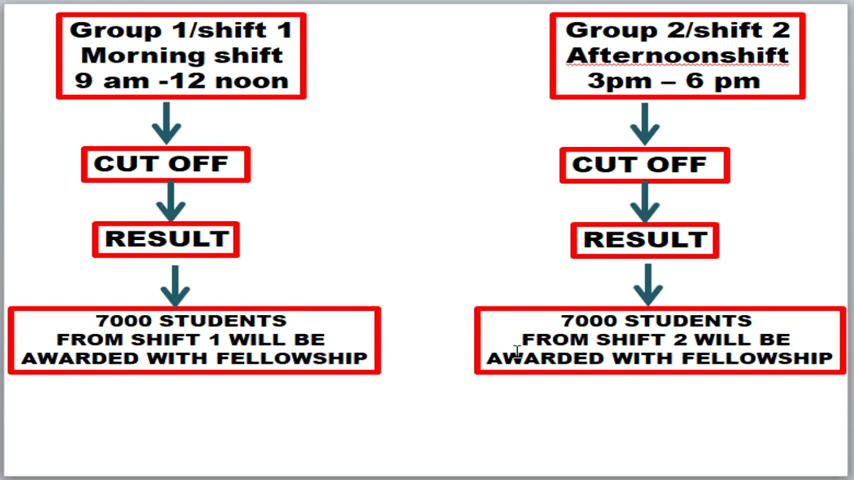 Group 1/shift 1
Morning shift
9 am -12 noon
CUT OFF
RESULT
7000 STUDENTS
FROM SHIFT 1 WILL BE
AWARDED WITH FELLOWSHIP
Group 2/shift 2
Afternoonshift
3pm – 6 pm
CUT OFF
RESULT
7000 STUDENTS
FROM SHIFT 2 WILL BE
AWARDED WITH FELLOWSHIP